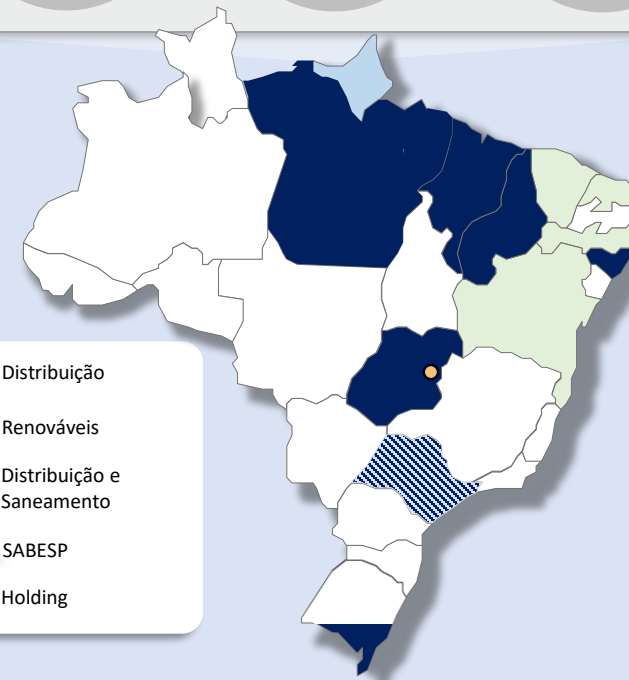 Distribuição
Renováveis
Distribuição e
Saneamento
SABESP
Holding